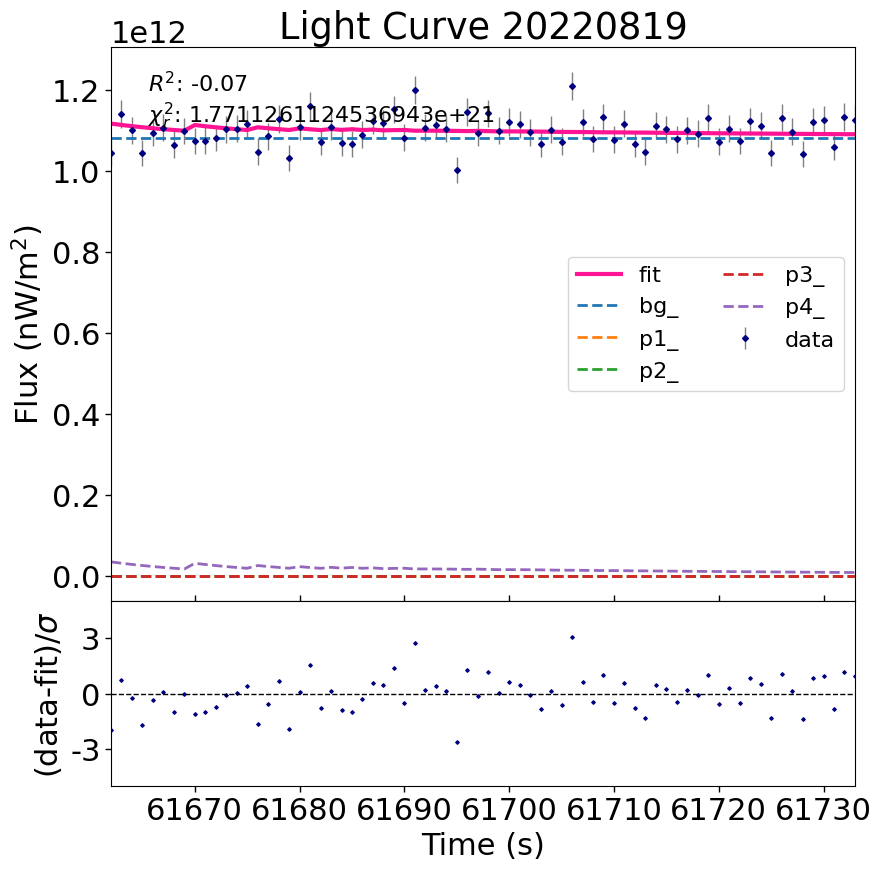 Light Curve 20220819
1e12
R²: -0.07
χ²: 1.7711261124536943e+21
1.2
1.0
0.8
0.6
0.4
0.2
0.0
Flux (nW/m²)
fit
bg_
p1_
p2_
p3_
p4_
data
3
0
-3
(data-fit)/σ
61670 61680 61690 61700 61710 61720 61730
Time (s)